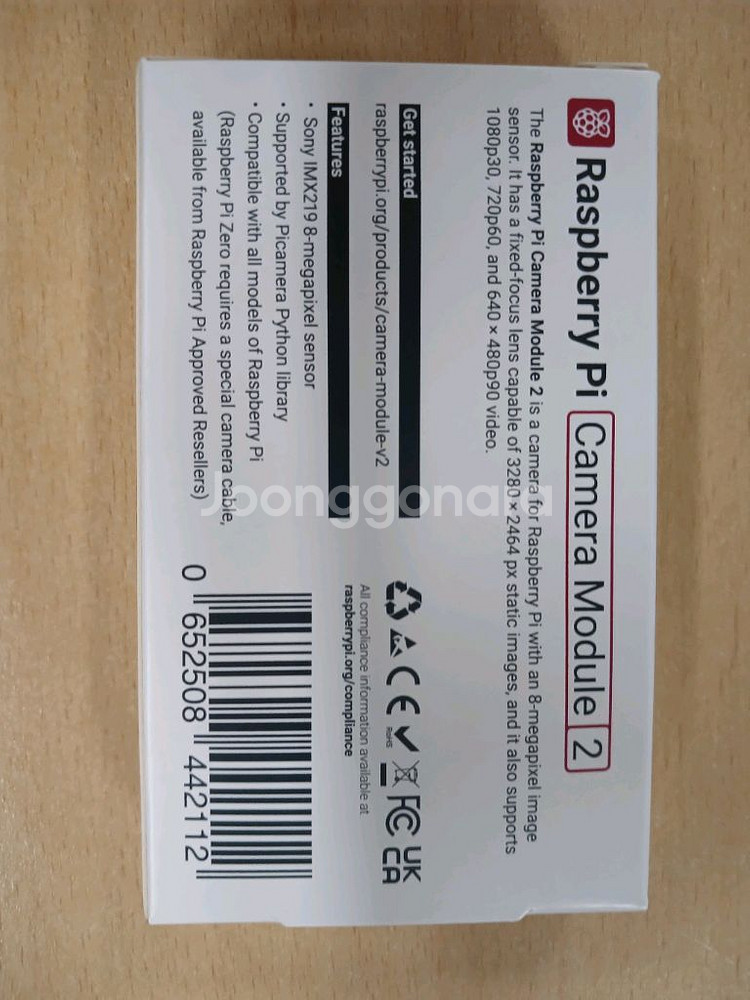 Raspberry Pi Camera Module 2
The Raspberry Pi Camera Module 2 is a camera for Raspberry Pi with an 8-megapixel image
sensor. It has a fixed-focus lens capable of 3280 × 2464 px static images, and it also supports
1080p30, 720p60, and 640 × 480p90 video.
Get started
raspberrypi.org/products/camera-module-v2
Features
• Sony IMX219 8-megapixel sensor
• Supported by Picamera Python library
• Compatible with all models of Raspberry Pi
(Raspberry Pi Zero requires a special camera cable,
available from Raspberry Pi Approved Resellers)
CE RoHS FC UK
CA
All compliance information available at
raspberrypi.org/compliance
0 652508 442112
Joonggonara